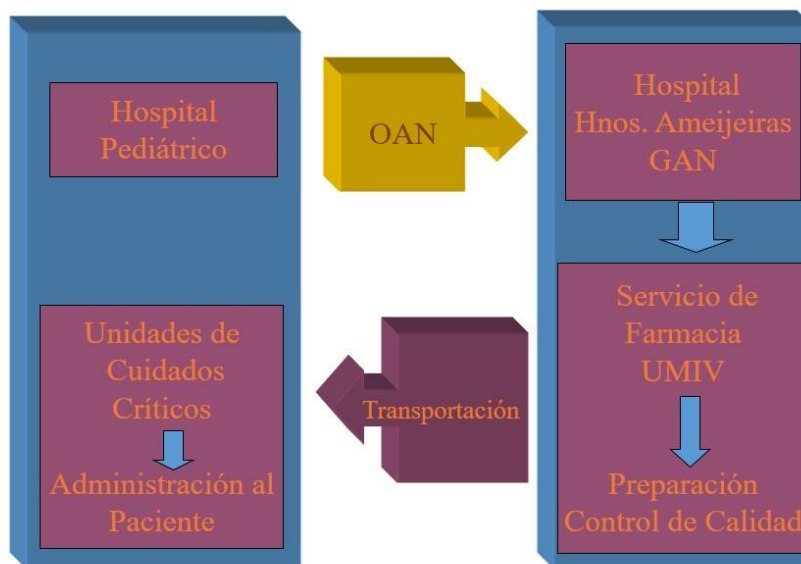 Hospital
Pediátrico
OAN
Hospital
Hnos. Ameijeiras
GAN
Servicio de
Farmacia
UMIV
Preparación
Control de Calidad
Transportación
Unidades de
Cuidados
Críticos
Administración al
Paciente